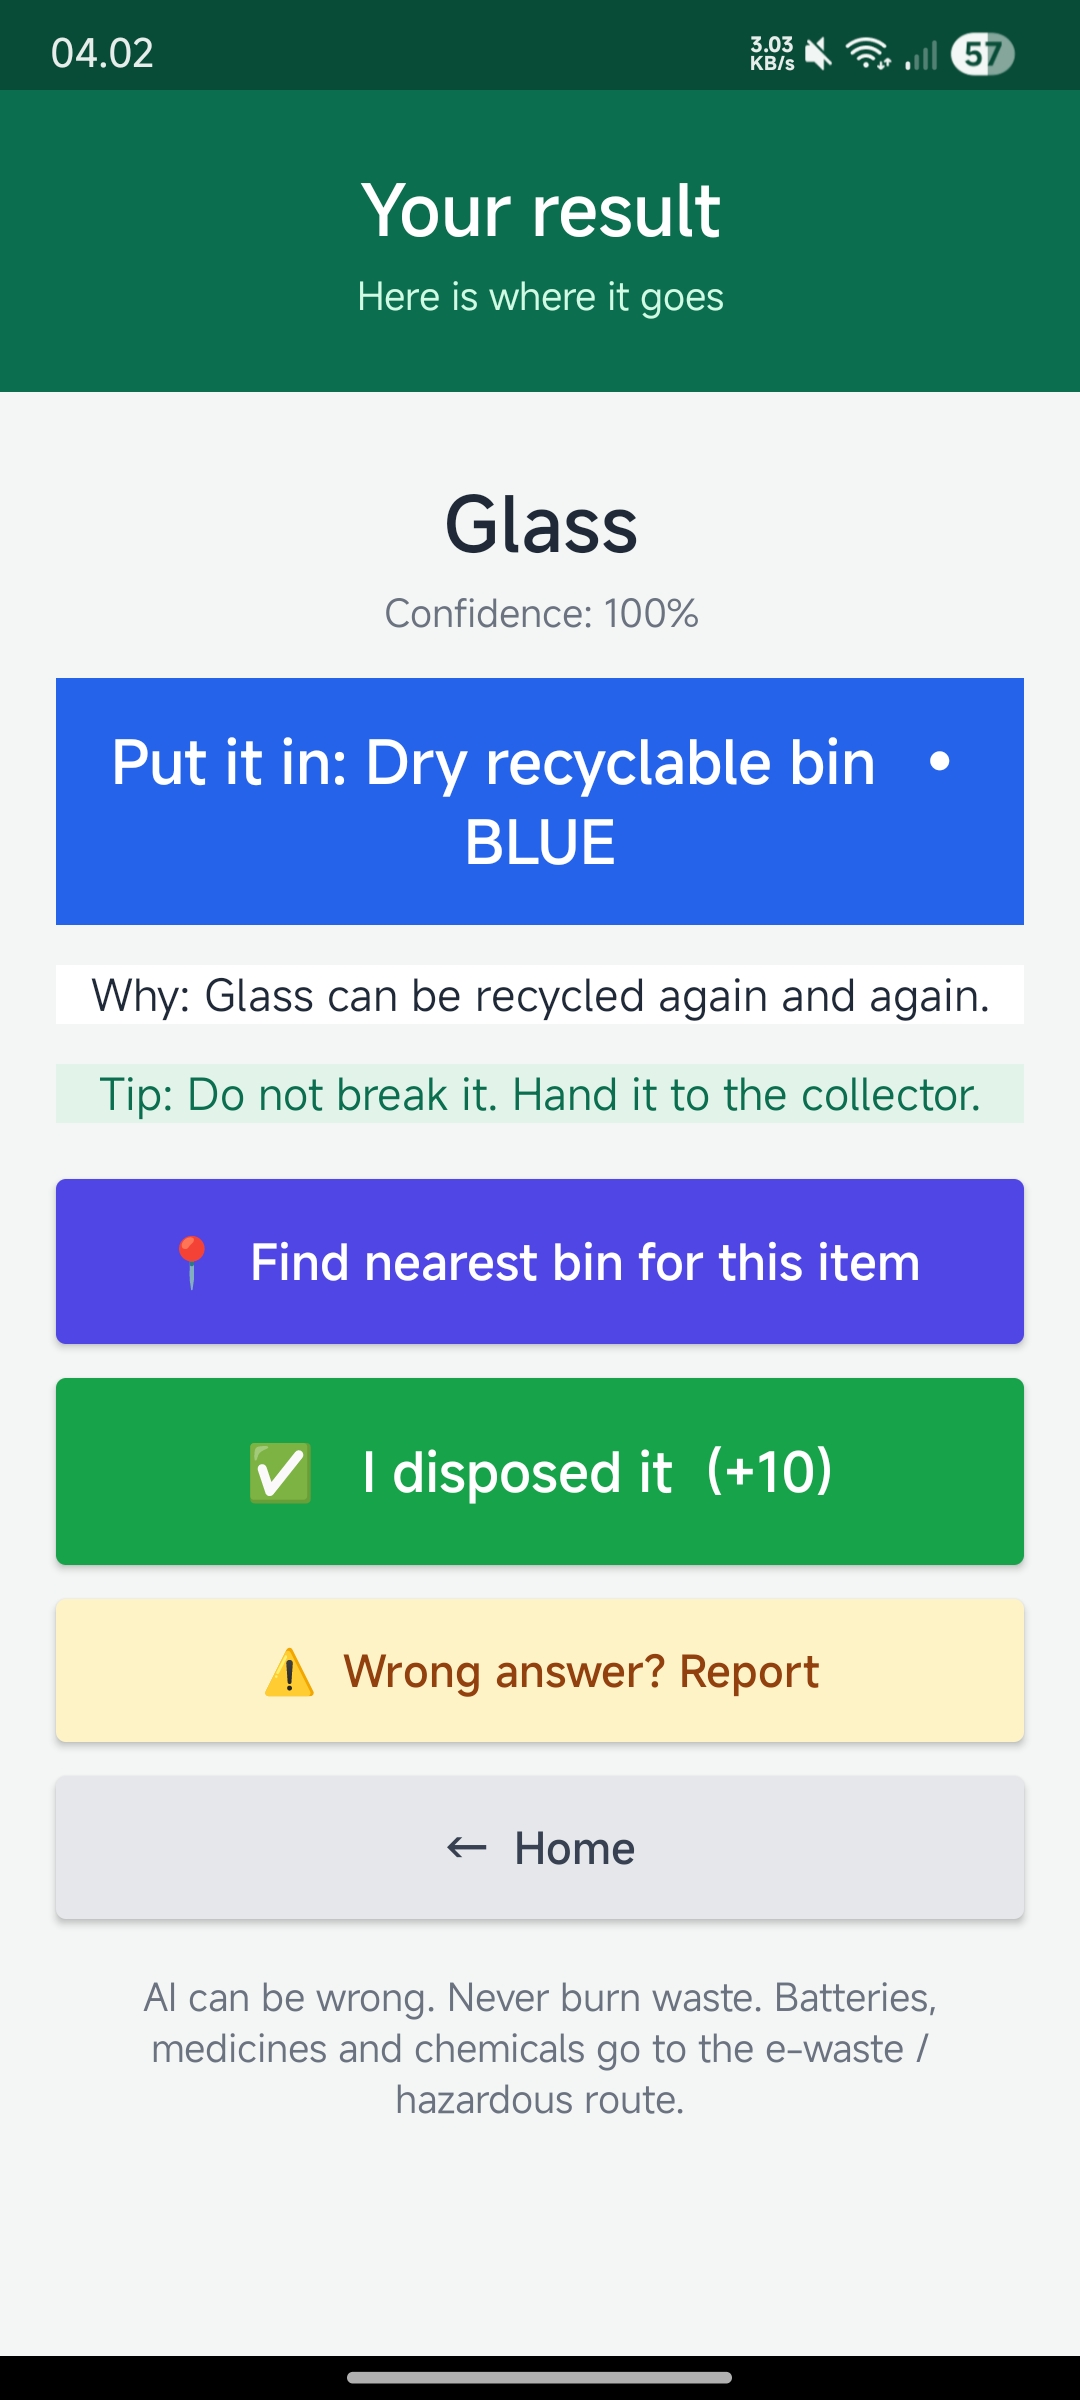 04.02
3.03
KB/s
57
Your result
Here is where it goes
Glass
Confidence: 100%
Put it in: Dry recyclable bin •
BLUE
Why: Glass can be recycled again and again.
Tip: Do not break it. Hand it to the collector.
📍 Find nearest bin for this item
✅ I disposed it (+10)
⚠️ Wrong answer? Report
← Home
AI can be wrong. Never burn waste. Batteries,
medicines and chemicals go to the e-waste /
hazardous route.